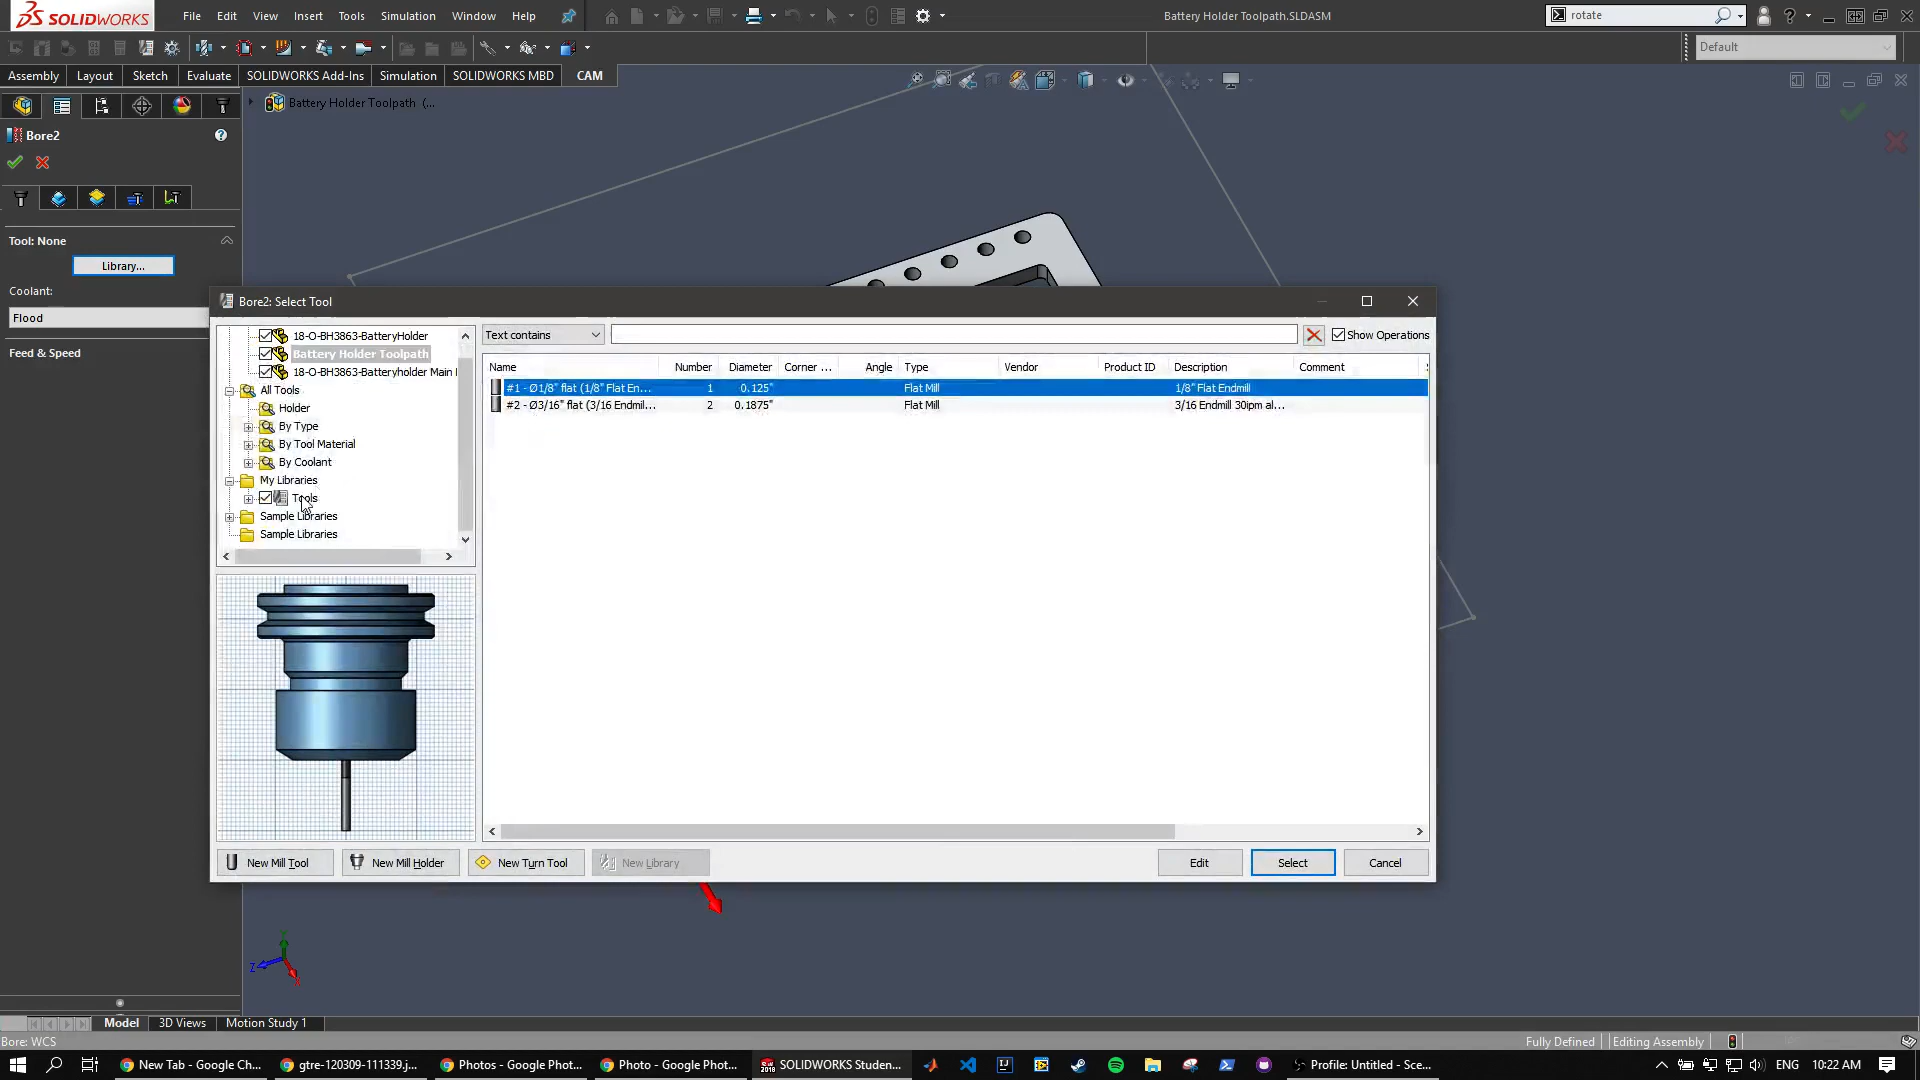 SOLIDWORKS File Edit View Insert Tools Simulation Window Help Battery Holder Toolpath.SLDASM rotate
Default
Assembly Layout Sketch Evaluate SOLIDWORKS Add-Ins Simulation SOLIDWORKS MBD CAM
Battery Holder Toolpath (...
Bore2
Tool: None
Library...
Coolant:
Flood
Feed & Speed
Bore2: Select Tool
18-O-BH3863-BatteryHolder
Battery Holder Toolpath
18-O-BH3863-Batteryholder Main
All Tools
Holder
By Type
By Tool Material
By Coolant
My Libraries
Tools
Sample Libraries
Sample Libraries
Text contains Show Operations
Name Number Diameter Corner ... Angle Type Vendor Product ID Description Comment
#1 - Ø1/8" flat (1/8" Flat En... 1 0.125" Flat Mill 1/8" Flat Endmill
#2 - Ø3/16" flat (3/16 Endmil... 2 0.1875" Flat Mill 3/16 Endmill 30ipm al...
New Mill Tool New Mill Holder New Turn Tool New Library Edit Select Cancel
Y
Z
Model 3D Views Motion Study 1
Bore: WCS Fully Defined Editing Assembly
New Tab - Google Ch... gtre-120309-111339.j... Photos - Google Phot... Photo - Google Phot... SOLIDWORKS Studen... Profile: Untitled - Sce... ENG 10:22 AM